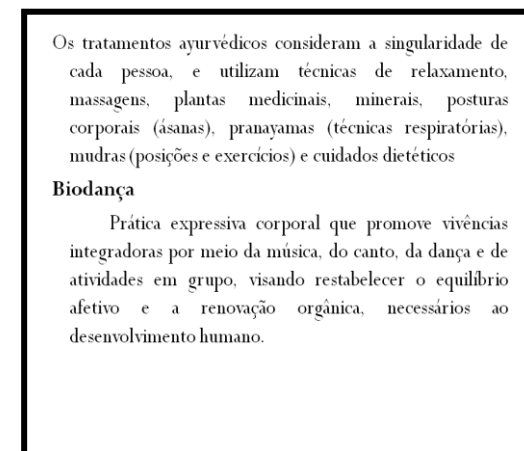 Os tratamentos ayurvédicos consideram a singularidade de
cada pessoa, e utilizam técnicas de relaxamento,
massagens, plantas medicinais, minerais, posturas
corporais (ásanas), pranayamas (técnicas respiratórias),
mudras (posições e exercícios) e cuidados dietéticos
Biodança
Prática expressiva corporal que promove vivências
integradoras por meio da música, do canto, da dança e de
atividades em grupo, visando restabelecer o equilíbrio
afetivo e a renovação orgânica, necessários ao
desenvolvimento humano.